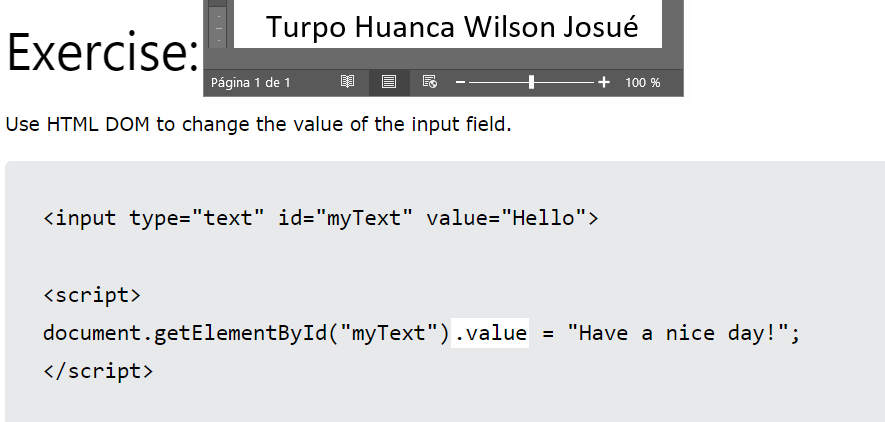 Turpo Huanca Wilson Josué
Exercise:
Página 1 de 1 100 %
Use HTML DOM to change the value of the input field.
<input type="text" id="myText" value="Hello">
<script>
document.getElementById("myText").value = "Have a nice day!";
</script>